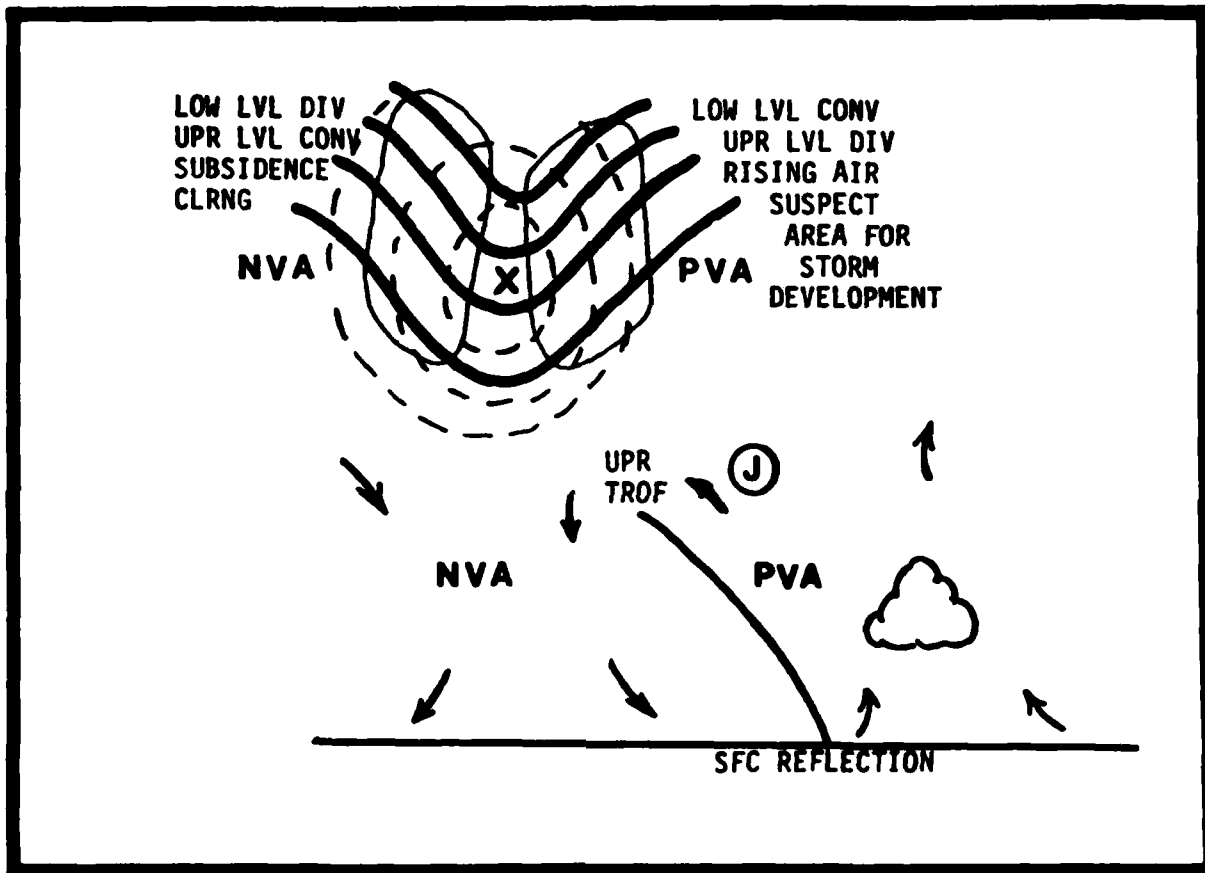 LOW LVL DIV
UPR LVL CONV
SUBSIDENCE
CLRNG
NVA
LOW LVL CONV
UPR LVL DIV
RISING AIR
SUSPECT
AREA FOR
STORM
DEVELOPMENT
PVA
X
UPR
TROF
J
NVA
PVA
SFC REFLECTION